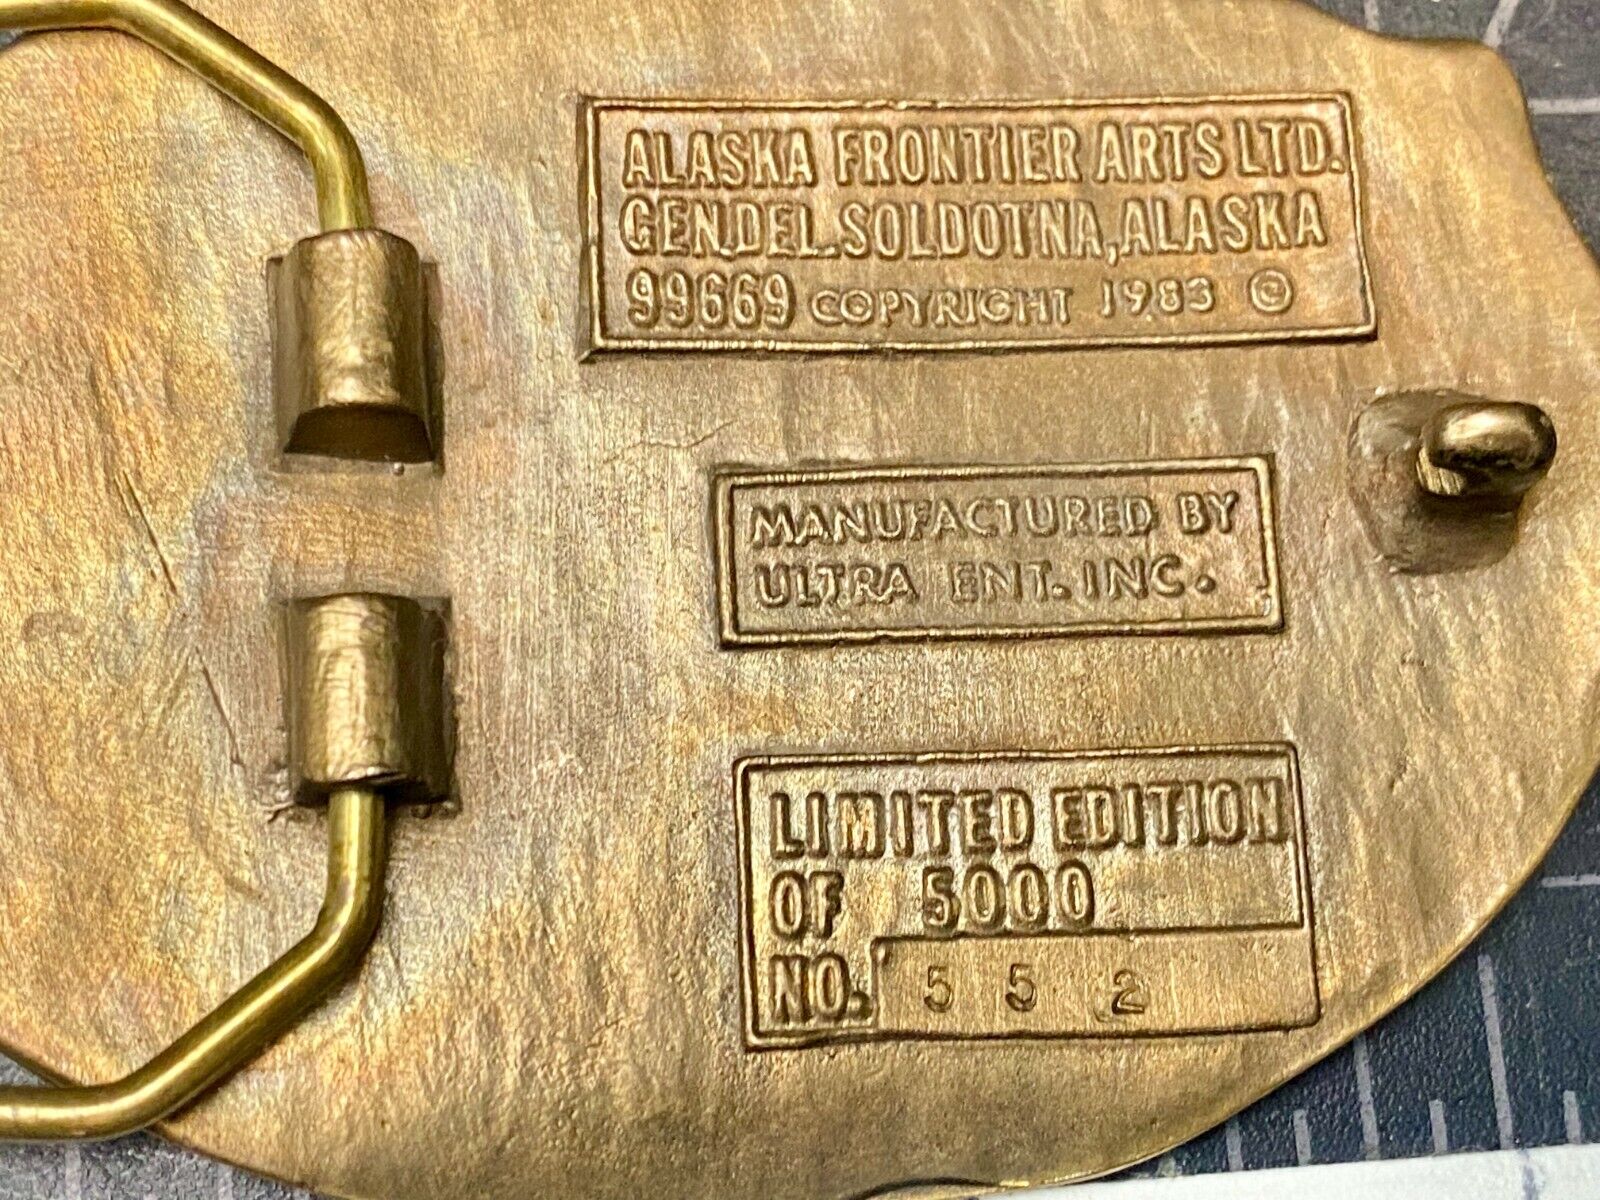 ALASKA FRONTIER ARTS LTD.
GEN.DEL.SOLDOTNA,ALASKA
99669 COPYRIGHT 1983 ©
MANUFACTURED BY
ULTRA ENT. INC.
LIMITED EDITION
OF 5000
NO. 552